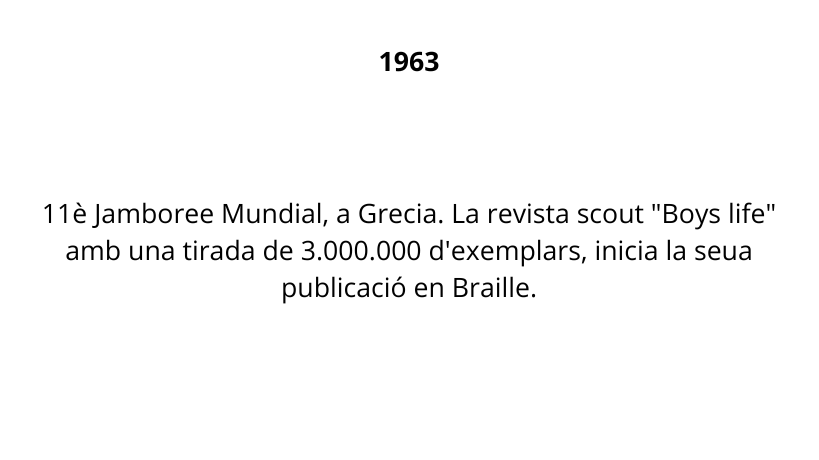 1963
11è Jamboree Mundial, a Grecia. La revista scout "Boys life"
amb una tirada de 3.000.000 d'exemplars, inicia la seua
publicació en Braille.